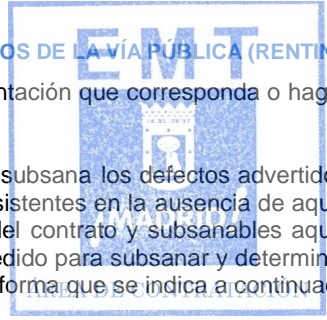 OS DE LA VÍA PÚBLICA (RENTIN
EMT
ntación que corresponda o hag
¡MADRID!
subsana los defectos advertido
sistentes en la ausencia de aqu
del contrato y subsanables aqu
edido para subsanar y determin
forma que se indica a continuac
ÁREA DE CONTRATACIÓN